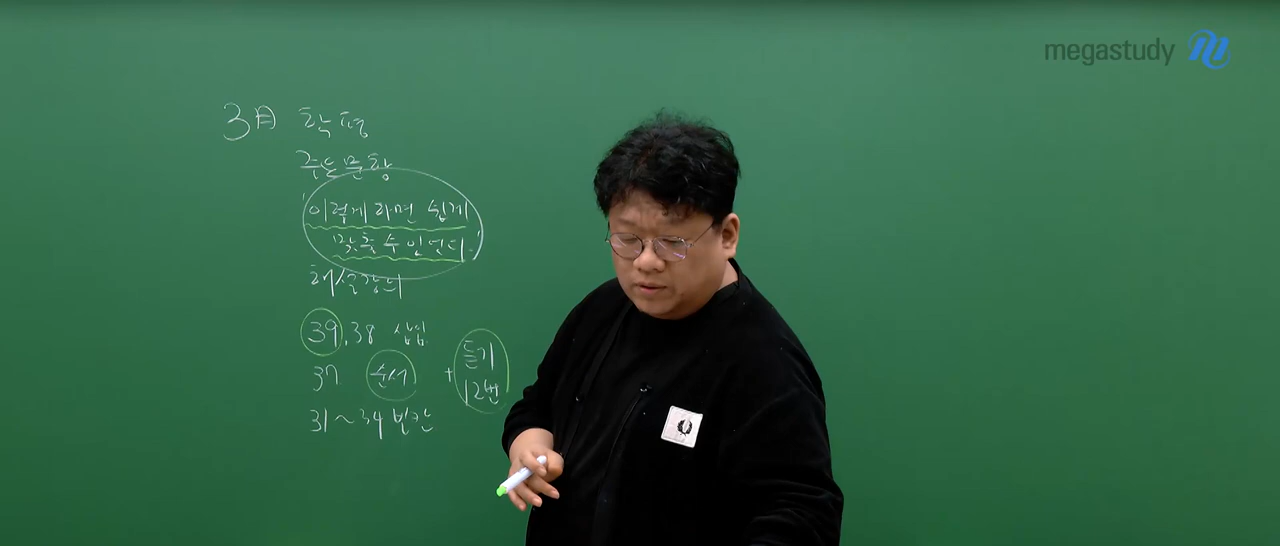 megastudy
3月 학평
주요문항
'이렇게 하면 쉽게
맞출 수 있었다.'
해설강의
39, 38 삽입
37 순서 + 듣기 12번
31~34 빈칸